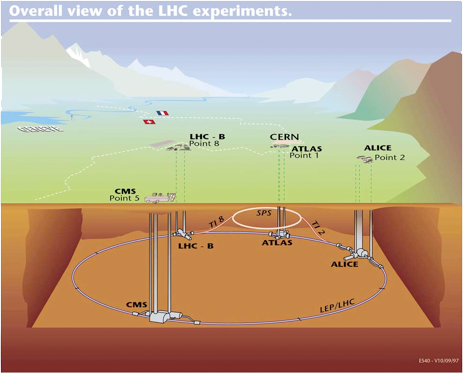 Overall view of the LHC experiments.
LHC - B
Point 8
CERN
ATLAS
Point 1
ALICE
Point 2
CMS
Point 5
SPS
TI 8
TI 2
LHC - B
ATLAS
ALICE
CMS
LEP/LHC
E540 - V10/09/97